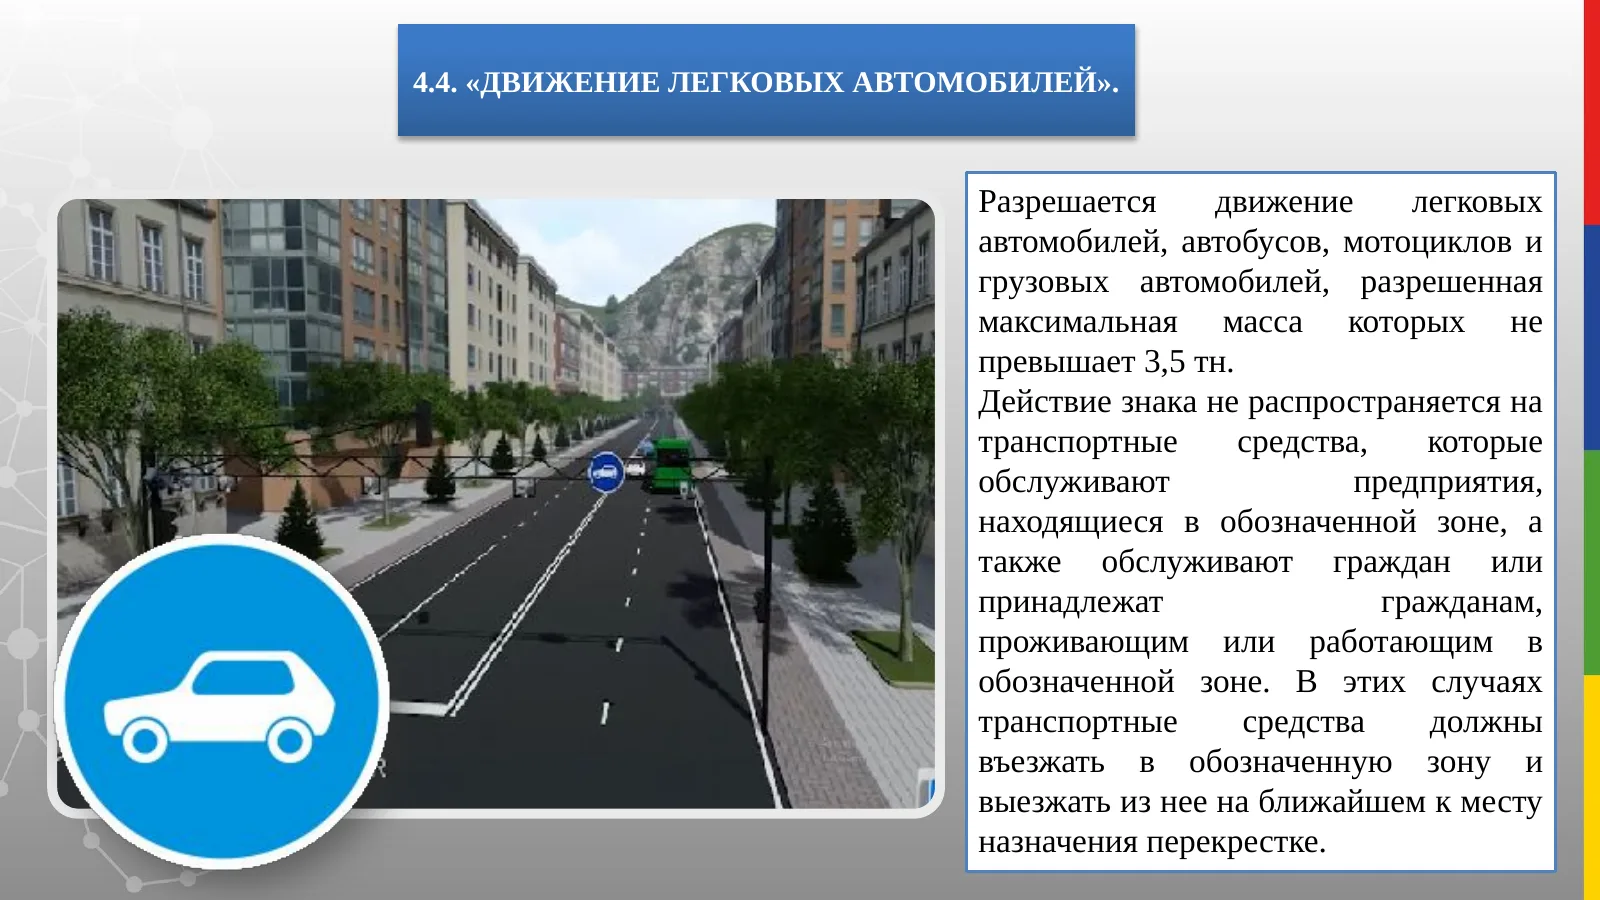 4.4. «ДВИЖЕНИЕ ЛЕГКОВЫХ АВТОМОБИЛЕЙ».
Разрешается движение легковых
автомобилей, автобусов, мотоциклов и
грузовых автомобилей, разрешенная
максимальная масса которых не
превышает 3,5 тн.
Действие знака не распространяется на
транспортные средства, которые
обслуживают предприятия,
находящиеся в обозначенной зоне, а
также обслуживают граждан или
принадлежат гражданам,
проживающим или работающим в
обозначенной зоне. В этих случаях
транспортные средства должны
въезжать в обозначенную зону и
выезжать из нее на ближайшем к месту
назначения перекрестке.